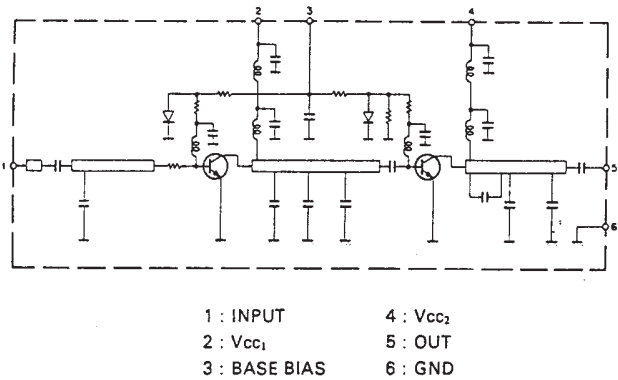 2 3 4
1
5
6
1 : INPUT 4 : Vcc₂
2 : Vcc₁ 5 : OUT
3 : BASE BIAS 6 : GND